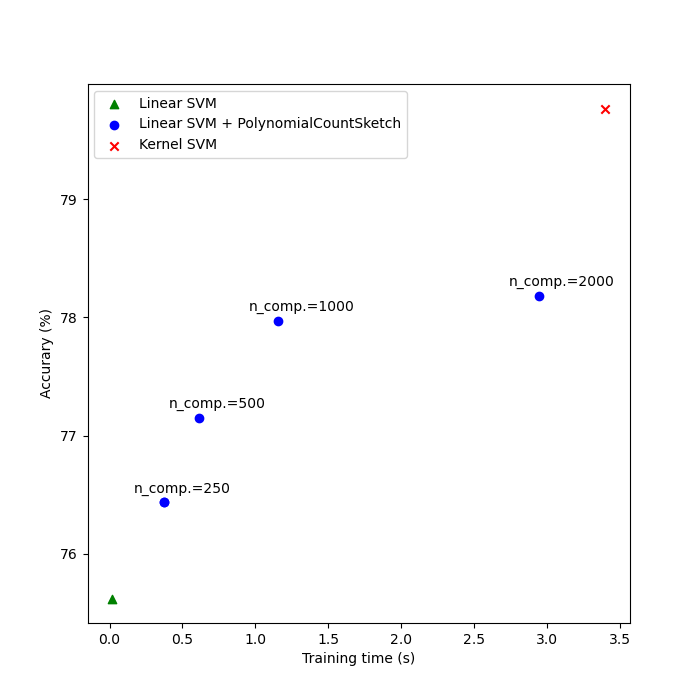 Linear SVM
Linear SVM + PolynomialCountSketch
Kernel SVM
79
78
77
76
n_comp.=2000
n_comp.=1000
n_comp.=500
n_comp.=250
Accurary (%)
0.0 0.5 1.0 1.5 2.0 2.5 3.0 3.5
Training time (s)